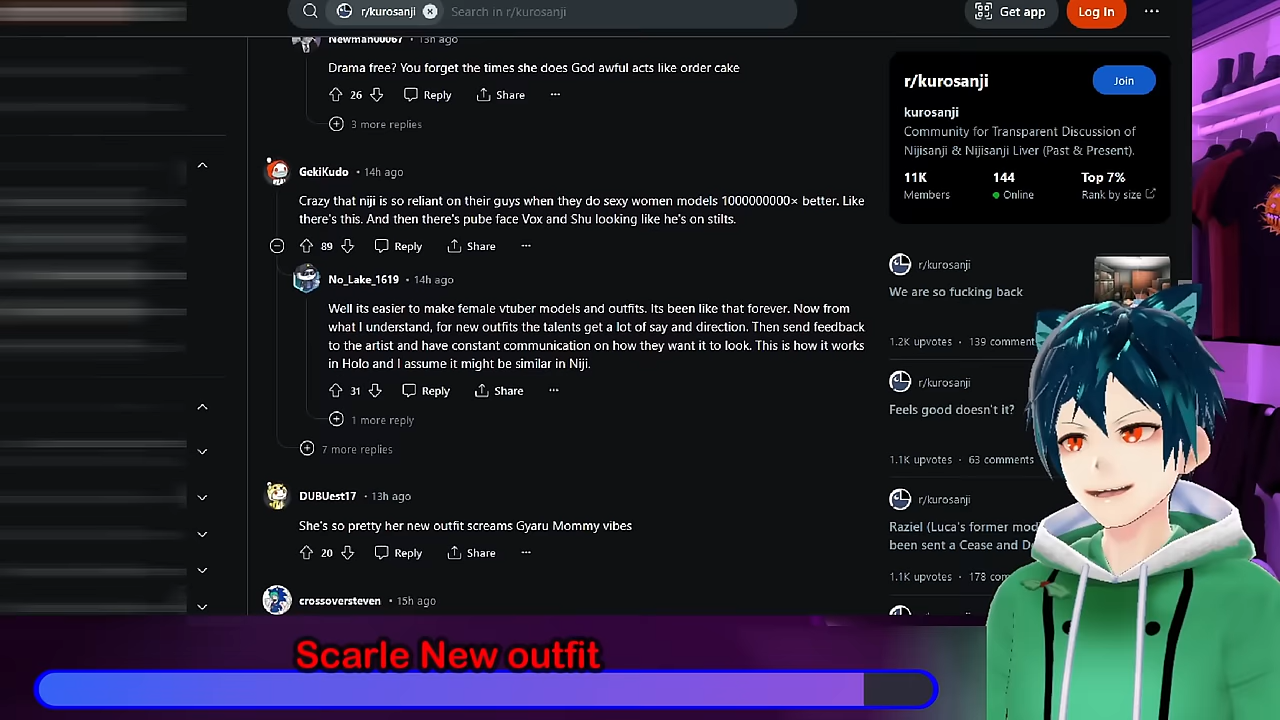 r/kurosanji
Search in r/kurosanji
Get app
Log In
Newman00067 • 13h ago
Drama free? You forget the times she does God awful acts like order cake
26
Reply
Share
3 more replies
GekiKudo • 14h ago
Crazy that niji is so reliant on their guys when they do sexy women models 1000000000× better. Like
there's this. And then there's pube face Vox and Shu looking like he's on stilts.
89
Reply
Share
No_Lake_1619 • 14h ago
Well its easier to make female vtuber models and outfits. Its been like that forever. Now from
what I understand, for new outfits the talents get a lot of say and direction. Then send feedback
to the artist and have constant communication on how they want it to look. This is how it works
in Holo and I assume it might be similar in Niji.
31
Reply
Share
1 more reply
7 more replies
DUBUest17 • 13h ago
She's so pretty her new outfit screams Gyaru Mommy vibes
20
Reply
Share
crossoversteven • 15h ago
r/kurosanji
Join
kurosanji
Community for Transparent Discussion of
Nijisanji & Nijisanji Liver (Past & Present).
11K
144
Top 7%
Members
Online
Rank by size
r/kurosanji
We are so fucking back
1.2K upvotes • 139 comment
r/kurosanji
Feels good doesn't it?
1.1K upvotes • 63 comments
r/kurosanji
Raziel (Luca's former mod
been sent a Cease and D
1.1K upvotes • 178 com
Scarle New outfit